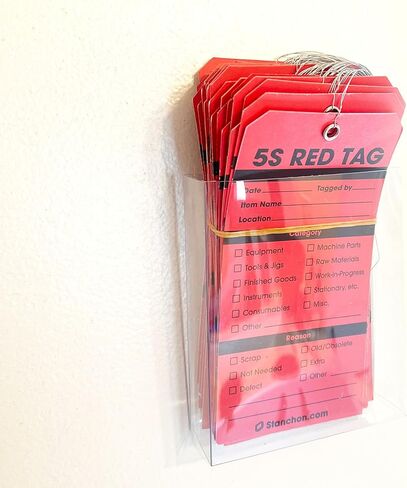 5S RED TAG
Date Tagged by
Item Name
Location
Category
Equipment Machine Parts
Tools & Jigs Raw Materials
Finished Goods Work-in-Progress
Instruments Stationary, etc.
Consumables Misc.
Other
Reason
Scrap Old/Obsolete
Not Needed Extra
Defect Other
Stanchon.com